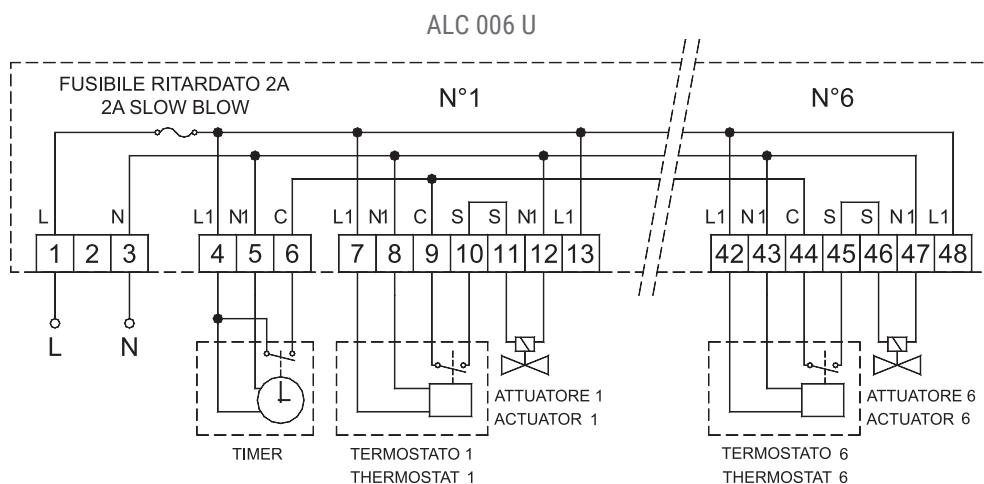 ALC 006 U
FUSIBILE RITARDATO 2A
2A SLOW BLOW
N°1
N°6
L N L1 N1 C L1 N1 C S S N1 L1 L1 N1 C S S N1 L1
1 2 3 4 5 6 7 8 9 10 11 12 13 42 43 44 45 46 47 48
L N
ATTUATORE 1
ACTUATOR 1
ATTUATORE 6
ACTUATOR 6
TIMER
TERMOSTATO 1
THERMOSTAT 1
TERMOSTATO 6
THERMOSTAT 6